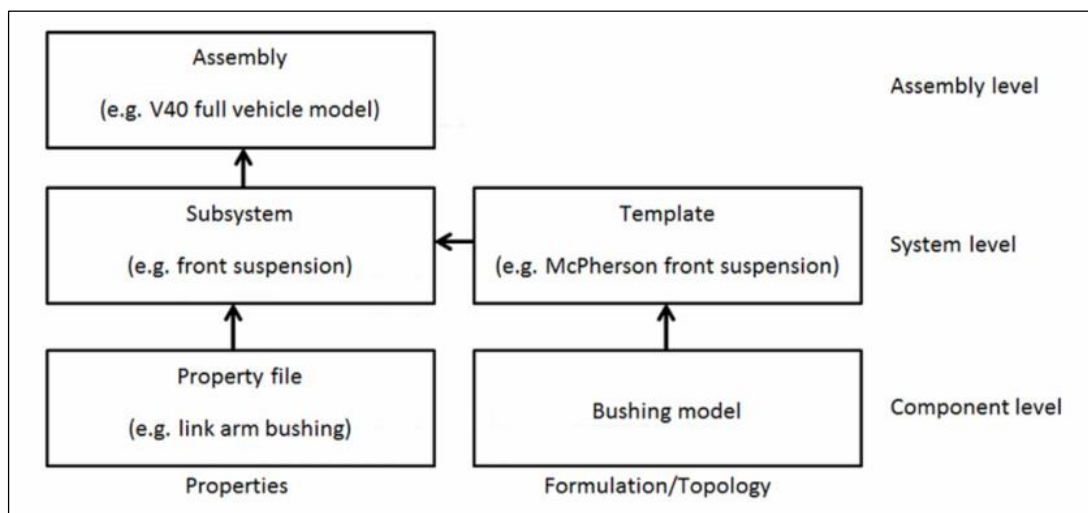 Assembly
(e.g. V40 full vehicle model)
Assembly level
Subsystem
(e.g. front suspension)
Template
(e.g. McPherson front suspension)
System level
Property file
(e.g. link arm bushing)
Bushing model
Component level
Properties
Formulation/Topology